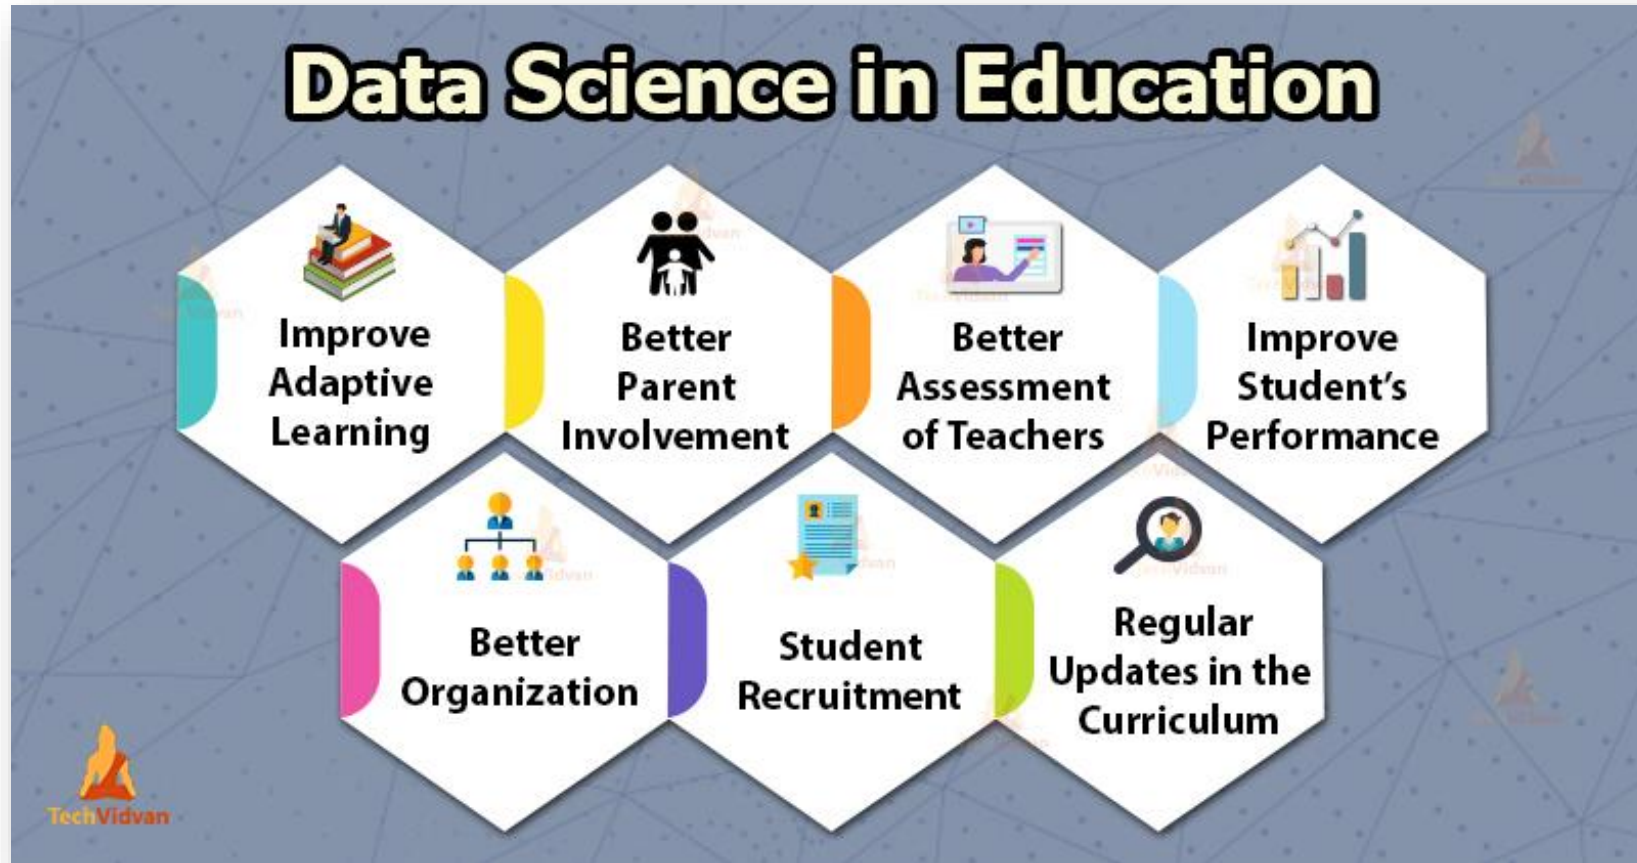 Data Science in Education
Improve
Adaptive
Learning
Better
Parent
Involvement
Better
Assessment
of Teachers
Improve
Student’s
Performance
Better
Organization
Student
Recruitment
Regular
Updates in the
Curriculum
TechVidvan